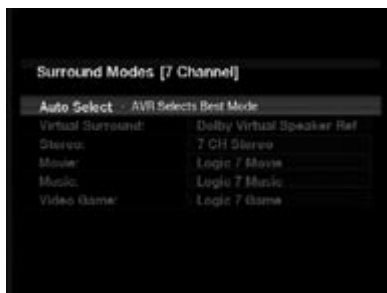 Surround Modes [7 Channel]
Auto Select - AVR Selects Best Mode
Virtual Surround: Dolby Virtual Speaker Ref
Stereo: 7 CH Stereo
Movie: Logic 7 Movie
Music: Logic 7 Music
Video Game: Logic 7 Game